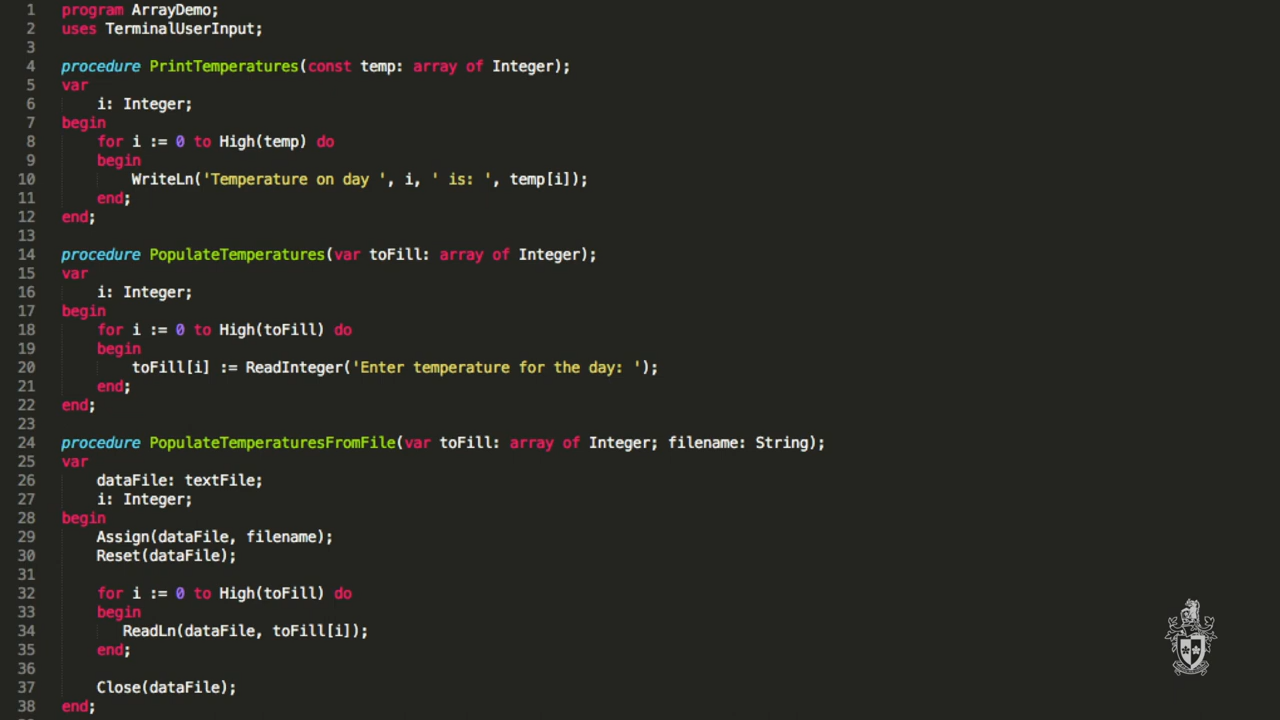 1 program ArrayDemo;
2 uses TerminalUserInput;
3
4 procedure PrintTemperatures(const temp: array of Integer);
5 var
6     i: Integer;
7 begin
8     for i := 0 to High(temp) do
9     begin
10         WriteLn('Temperature on day ', i, ' is: ', temp[i]);
11     end;
12 end;
13
14 procedure PopulateTemperatures(var toFill: array of Integer);
15 var
16     i: Integer;
17 begin
18     for i := 0 to High(toFill) do
19     begin
20         toFill[i] := ReadInteger('Enter temperature for the day: ');
21     end;
22 end;
23
24 procedure PopulateTemperaturesFromFile(var toFill: array of Integer; filename: String);
25 var
26     dataFile: textFile;
27     i: Integer;
28 begin
29     Assign(dataFile, filename);
30     Reset(dataFile);
31
32     for i := 0 to High(toFill) do
33     begin
34        ReadLn(dataFile, toFill[i]);
35     end;
36
37     Close(dataFile);
38 end;